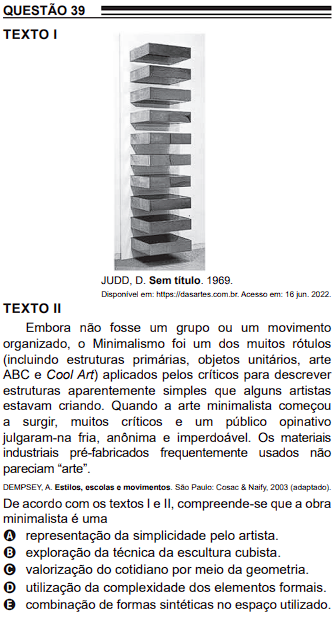 QUESTÃO 39
TEXTO I
JUDD, D. Sem título. 1969.
Disponível em: https://dasartes.com.br. Acesso em: 16 jun. 2022.
TEXTO II
Embora não fosse um grupo ou um movimento
organizado, o Minimalismo foi um dos muitos rótulos
(incluindo estruturas primárias, objetos unitários, arte
ABC e Cool Art) aplicados pelos críticos para descrever
estruturas aparentemente simples que alguns artistas
estavam criando. Quando a arte minimalista começou
a surgir, muitos críticos e um público opinativo
julgaram-na fria, anônima e imperdoável. Os materiais
industriais pré-fabricados frequentemente usados não
pareciam “arte”.
DEMPSEY, A. Estilos, escolas e movimentos. São Paulo: Cosac & Naify, 2003 (adaptado).
De acordo com os textos I e II, compreende-se que a obra
minimalista é uma
A representação da simplicidade pelo artista.
B exploração da técnica da escultura cubista.
C valorização do cotidiano por meio da geometria.
D utilização da complexidade dos elementos formais.
E combinação de formas sintéticas no espaço utilizado.